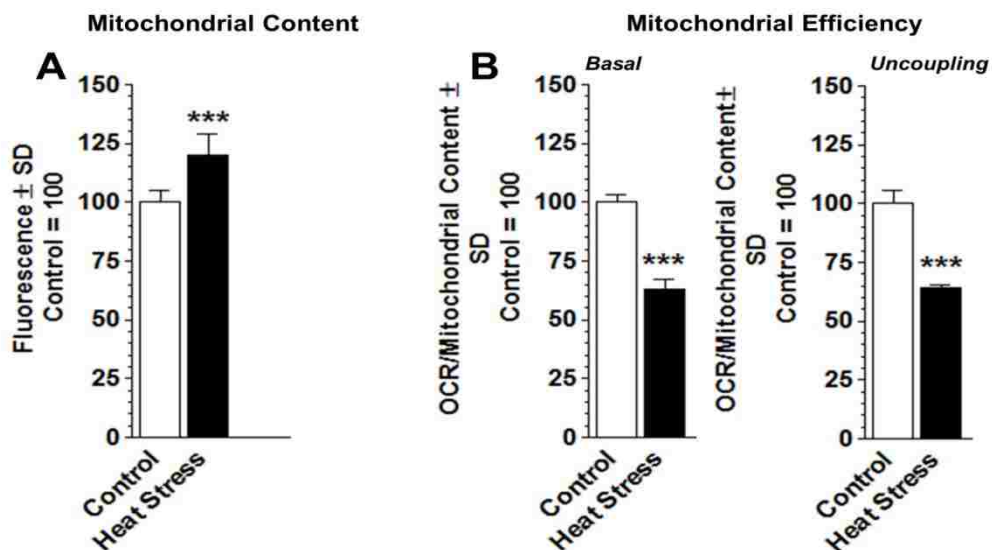 Mitochondrial Content
Mitochondrial Efficiency
A
Fluorescence ± SD
Control = 100
150
125
100
75
50
25
0
***
Control
Heat Stress
B
Basal
OCR/Mitochondrial Content ±
SD
Control = 100
150
125
100
75
50
25
0
***
Control
Heat Stress
Uncoupling
OCR/Mitochondrial Content ±
SD
Control = 100
150
125
100
75
50
25
0
***
Control
Heat Stress